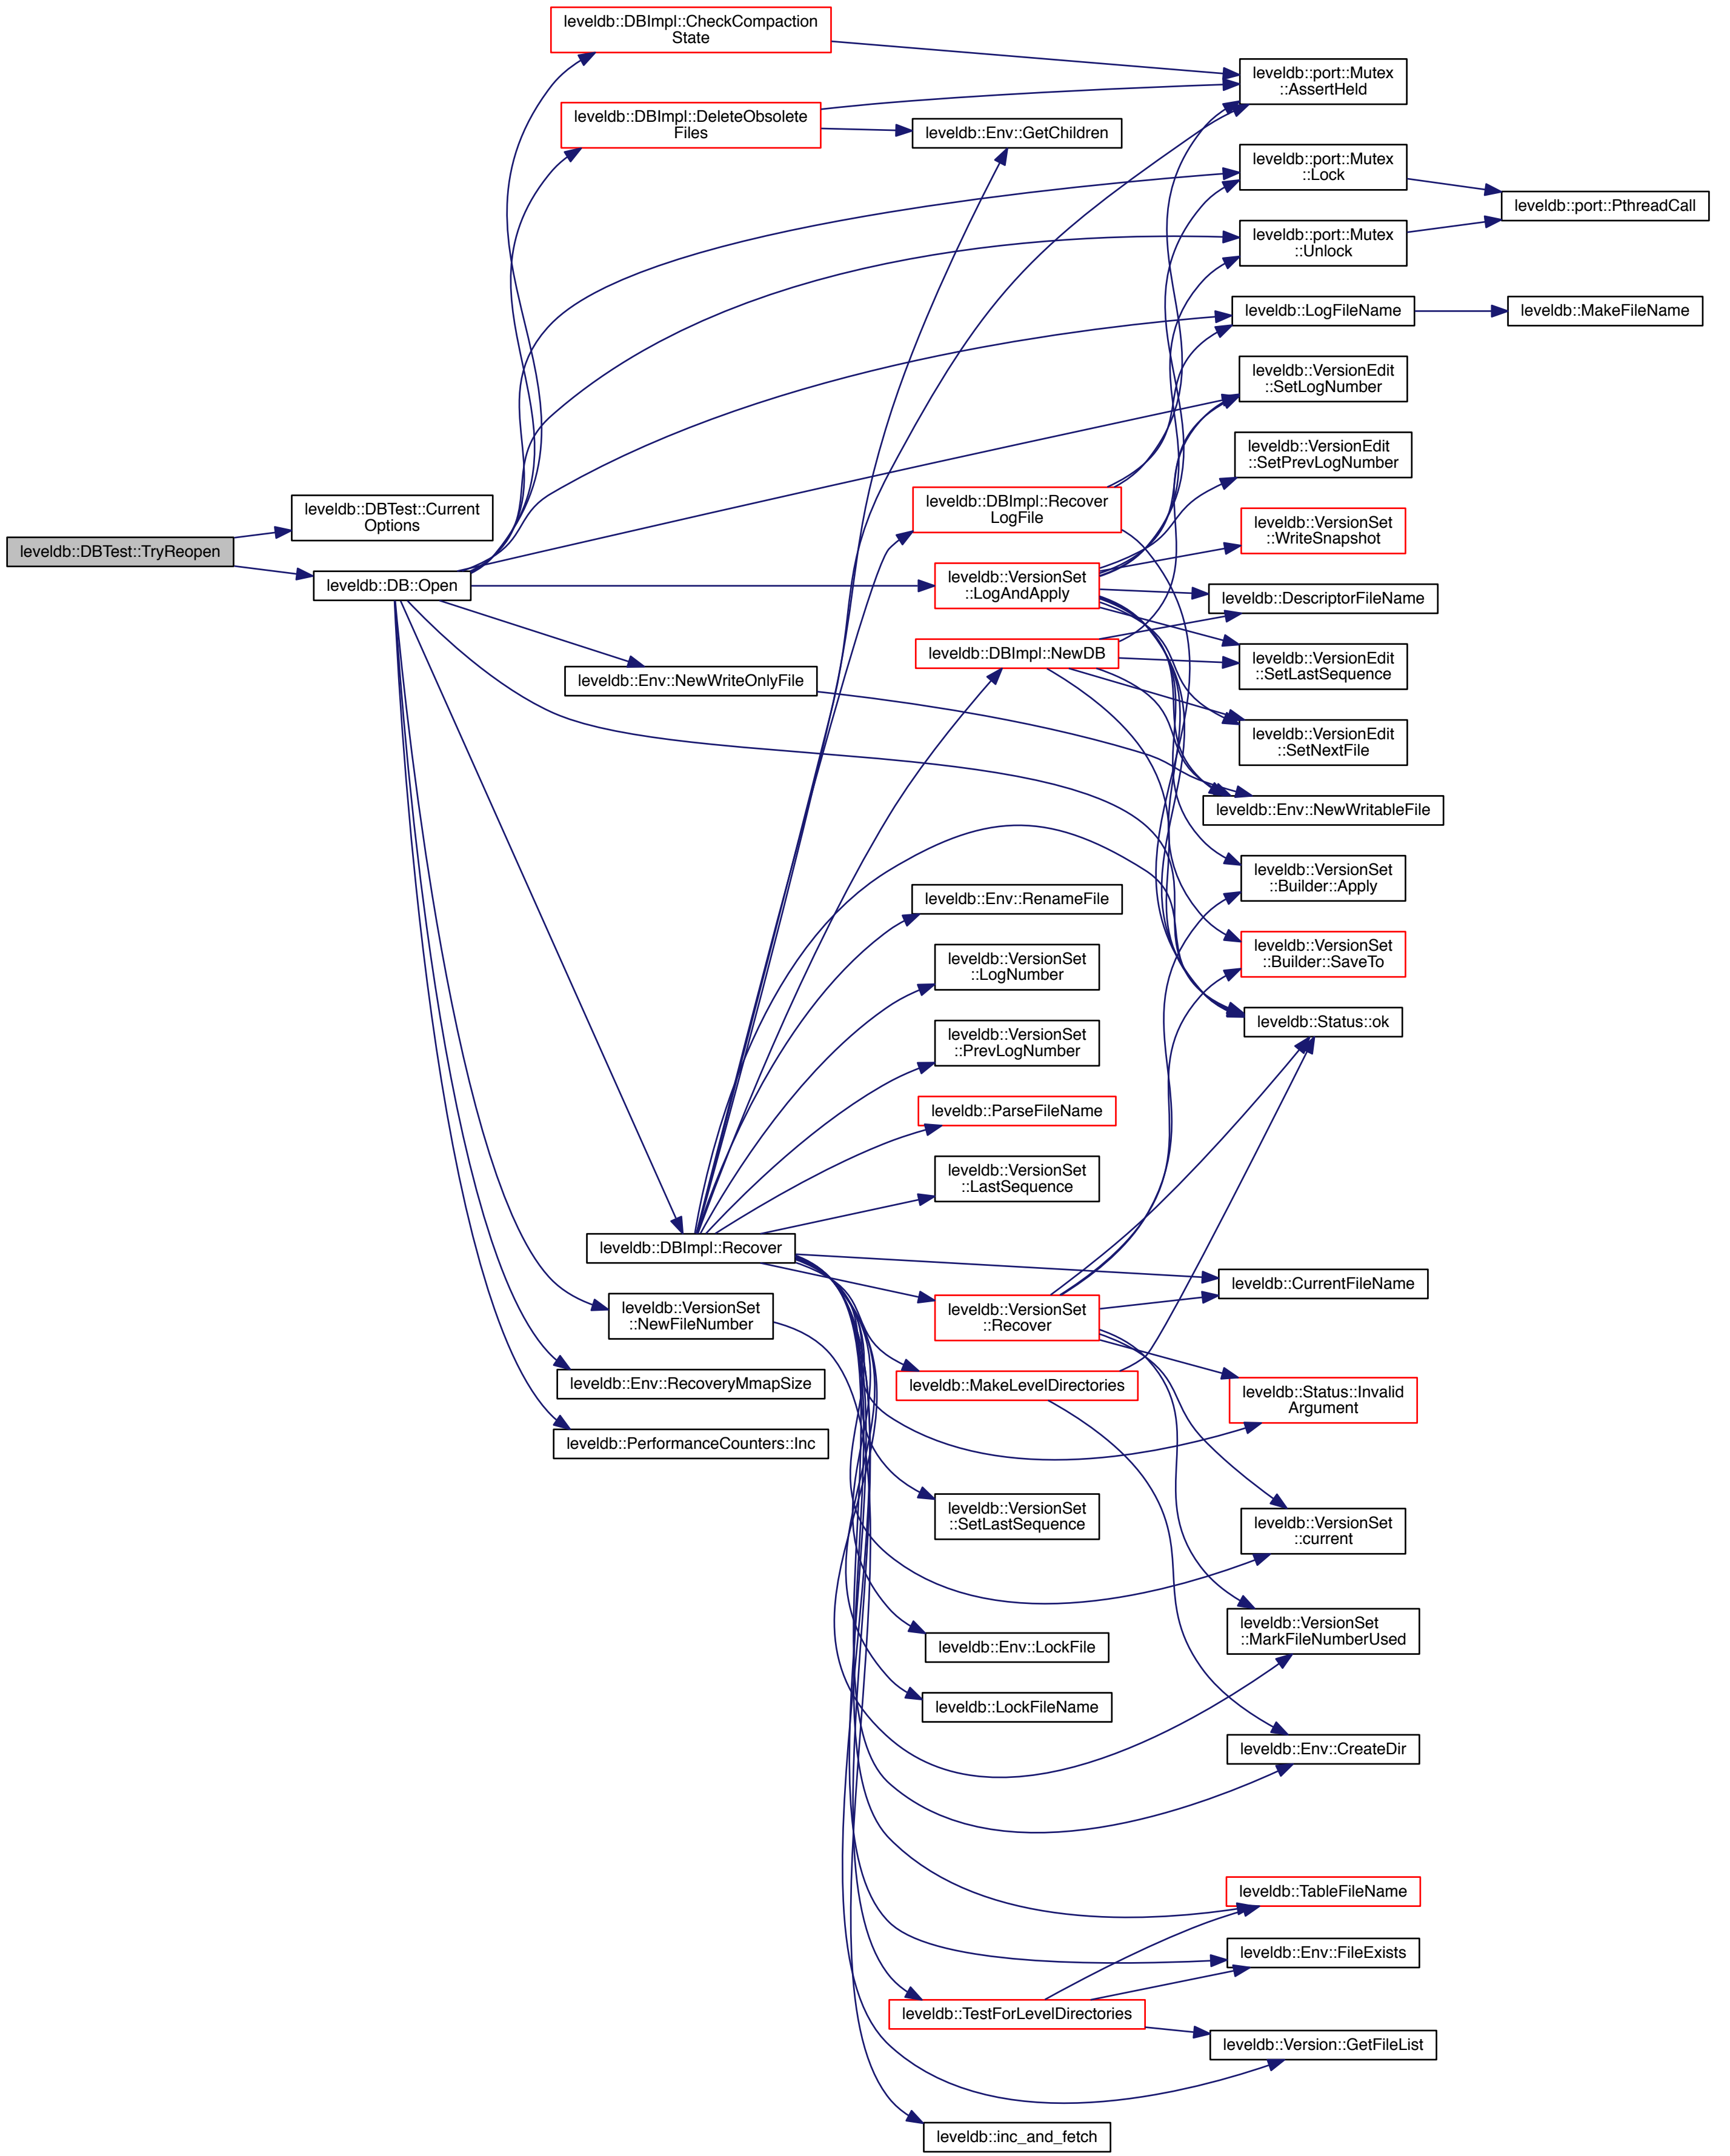 leveldb::DBTest::TryReopen
leveldb::DBTest::Current
Options
leveldb::DB::Open
leveldb::DBImpl::CheckCompaction
State
leveldb::DBImpl::DeleteObsolete
Files
leveldb::Env::NewWriteOnlyFile
leveldb::DBImpl::Recover
leveldb::VersionSet
::NewFileNumber
leveldb::Env::RecoveryMmapSize
leveldb::PerformanceCounters::Inc
leveldb::Env::GetChildren
leveldb::DBImpl::Recover
LogFile
leveldb::VersionSet
::LogAndApply
leveldb::DBImpl::NewDB
leveldb::Env::RenameFile
leveldb::VersionSet
::LogNumber
leveldb::VersionSet
::PrevLogNumber
leveldb::ParseFileName
leveldb::VersionSet
::LastSequence
leveldb::VersionSet
::Recover
leveldb::MakeLevelDirectories
leveldb::VersionSet
::SetLastSequence
leveldb::Env::LockFile
leveldb::LockFileName
leveldb::TestForLevelDirectories
leveldb::inc_and_fetch
leveldb::port::Mutex
::AssertHeld
leveldb::port::Mutex
::Lock
leveldb::port::Mutex
::Unlock
leveldb::LogFileName
leveldb::VersionEdit
::SetLogNumber
leveldb::VersionEdit
::SetPrevLogNumber
leveldb::VersionSet
::WriteSnapshot
leveldb::DescriptorFileName
leveldb::VersionEdit
::SetLastSequence
leveldb::VersionEdit
::SetNextFile
leveldb::Env::NewWritableFile
leveldb::VersionSet
::Builder::Apply
leveldb::VersionSet
::Builder::SaveTo
leveldb::Status::ok
leveldb::CurrentFileName
leveldb::Status::Invalid
Argument
leveldb::VersionSet
::current
leveldb::VersionSet
::MarkFileNumberUsed
leveldb::Env::CreateDir
leveldb::TableFileName
leveldb::Env::FileExists
leveldb::Version::GetFileList
leveldb::port::PthreadCall
leveldb::MakeFileName